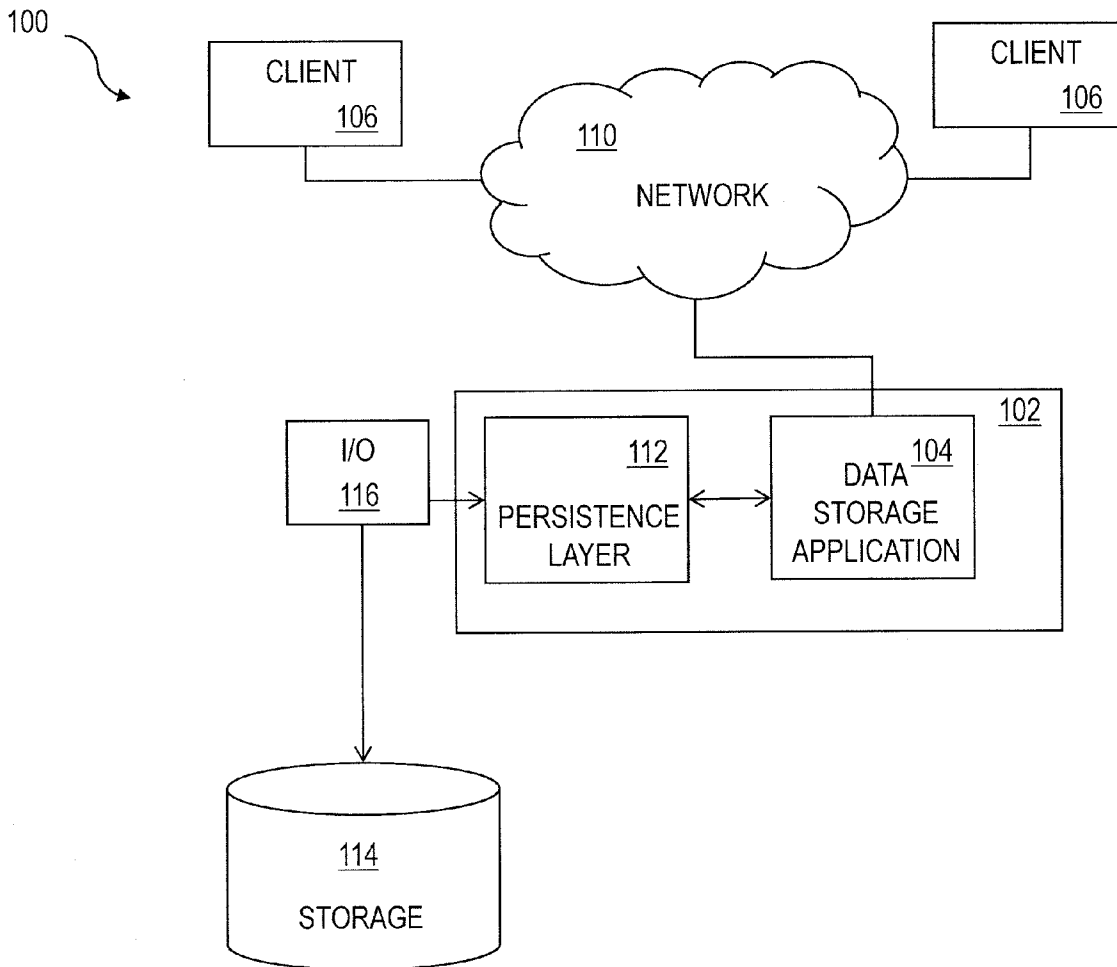 100
CLIENT
106
CLIENT
106
110
NETWORK
102
I/O
116
112
PERSISTENCE
LAYER
104
DATA
STORAGE
APPLICATION
114
STORAGE